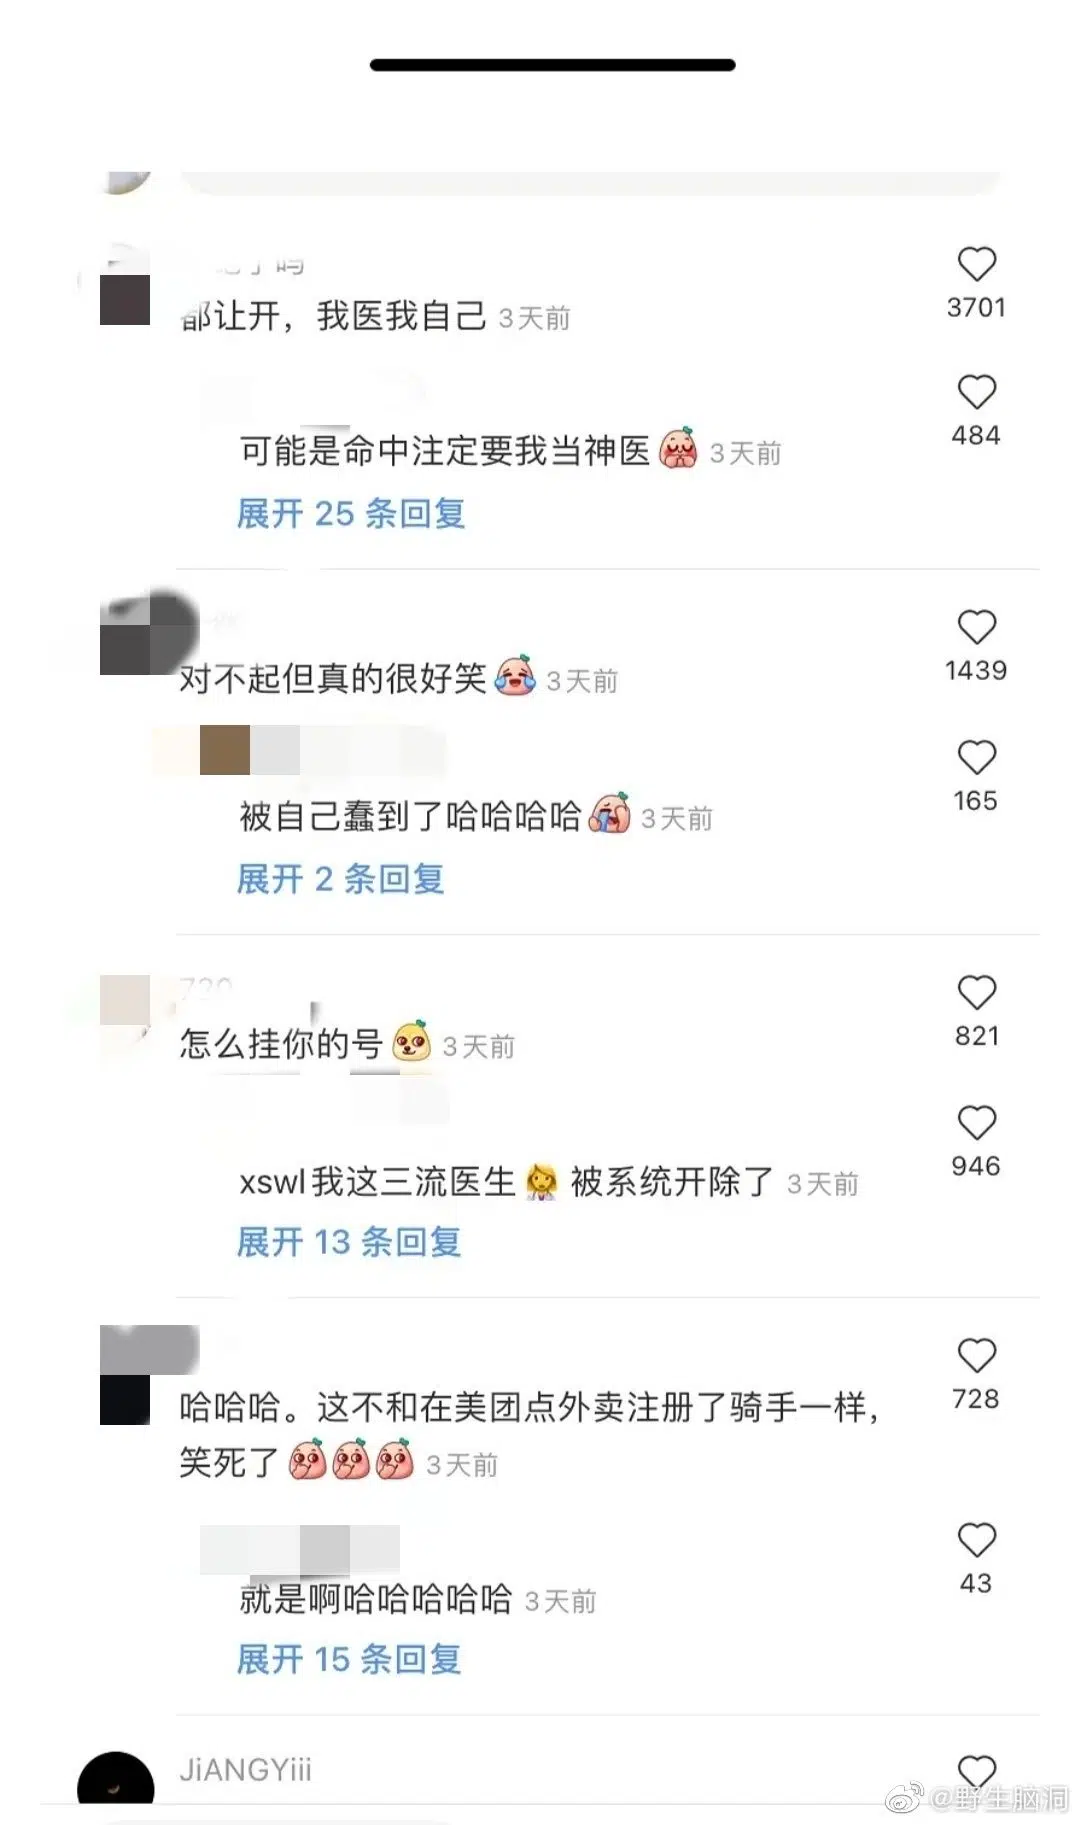 都让开，我医我自己 3天前
3701
484
可能是命中注定要我当神医 3天前
展开 25 条回复
1439
对不起但真的很好笑 3天前
165
被自己蠢到了哈哈哈哈 3天前
展开 2 条回复
821
怎么挂你的号 3天前
946
xswl我这三流医生 被系统开除了 3天前
展开 13 条回复
728
哈哈哈。这不和在美团点外卖注册了骑手一样，
笑死了 3天前
43
就是啊哈哈哈哈哈 3天前
展开 15 条回复
JiANGYiii
@野生脑洞